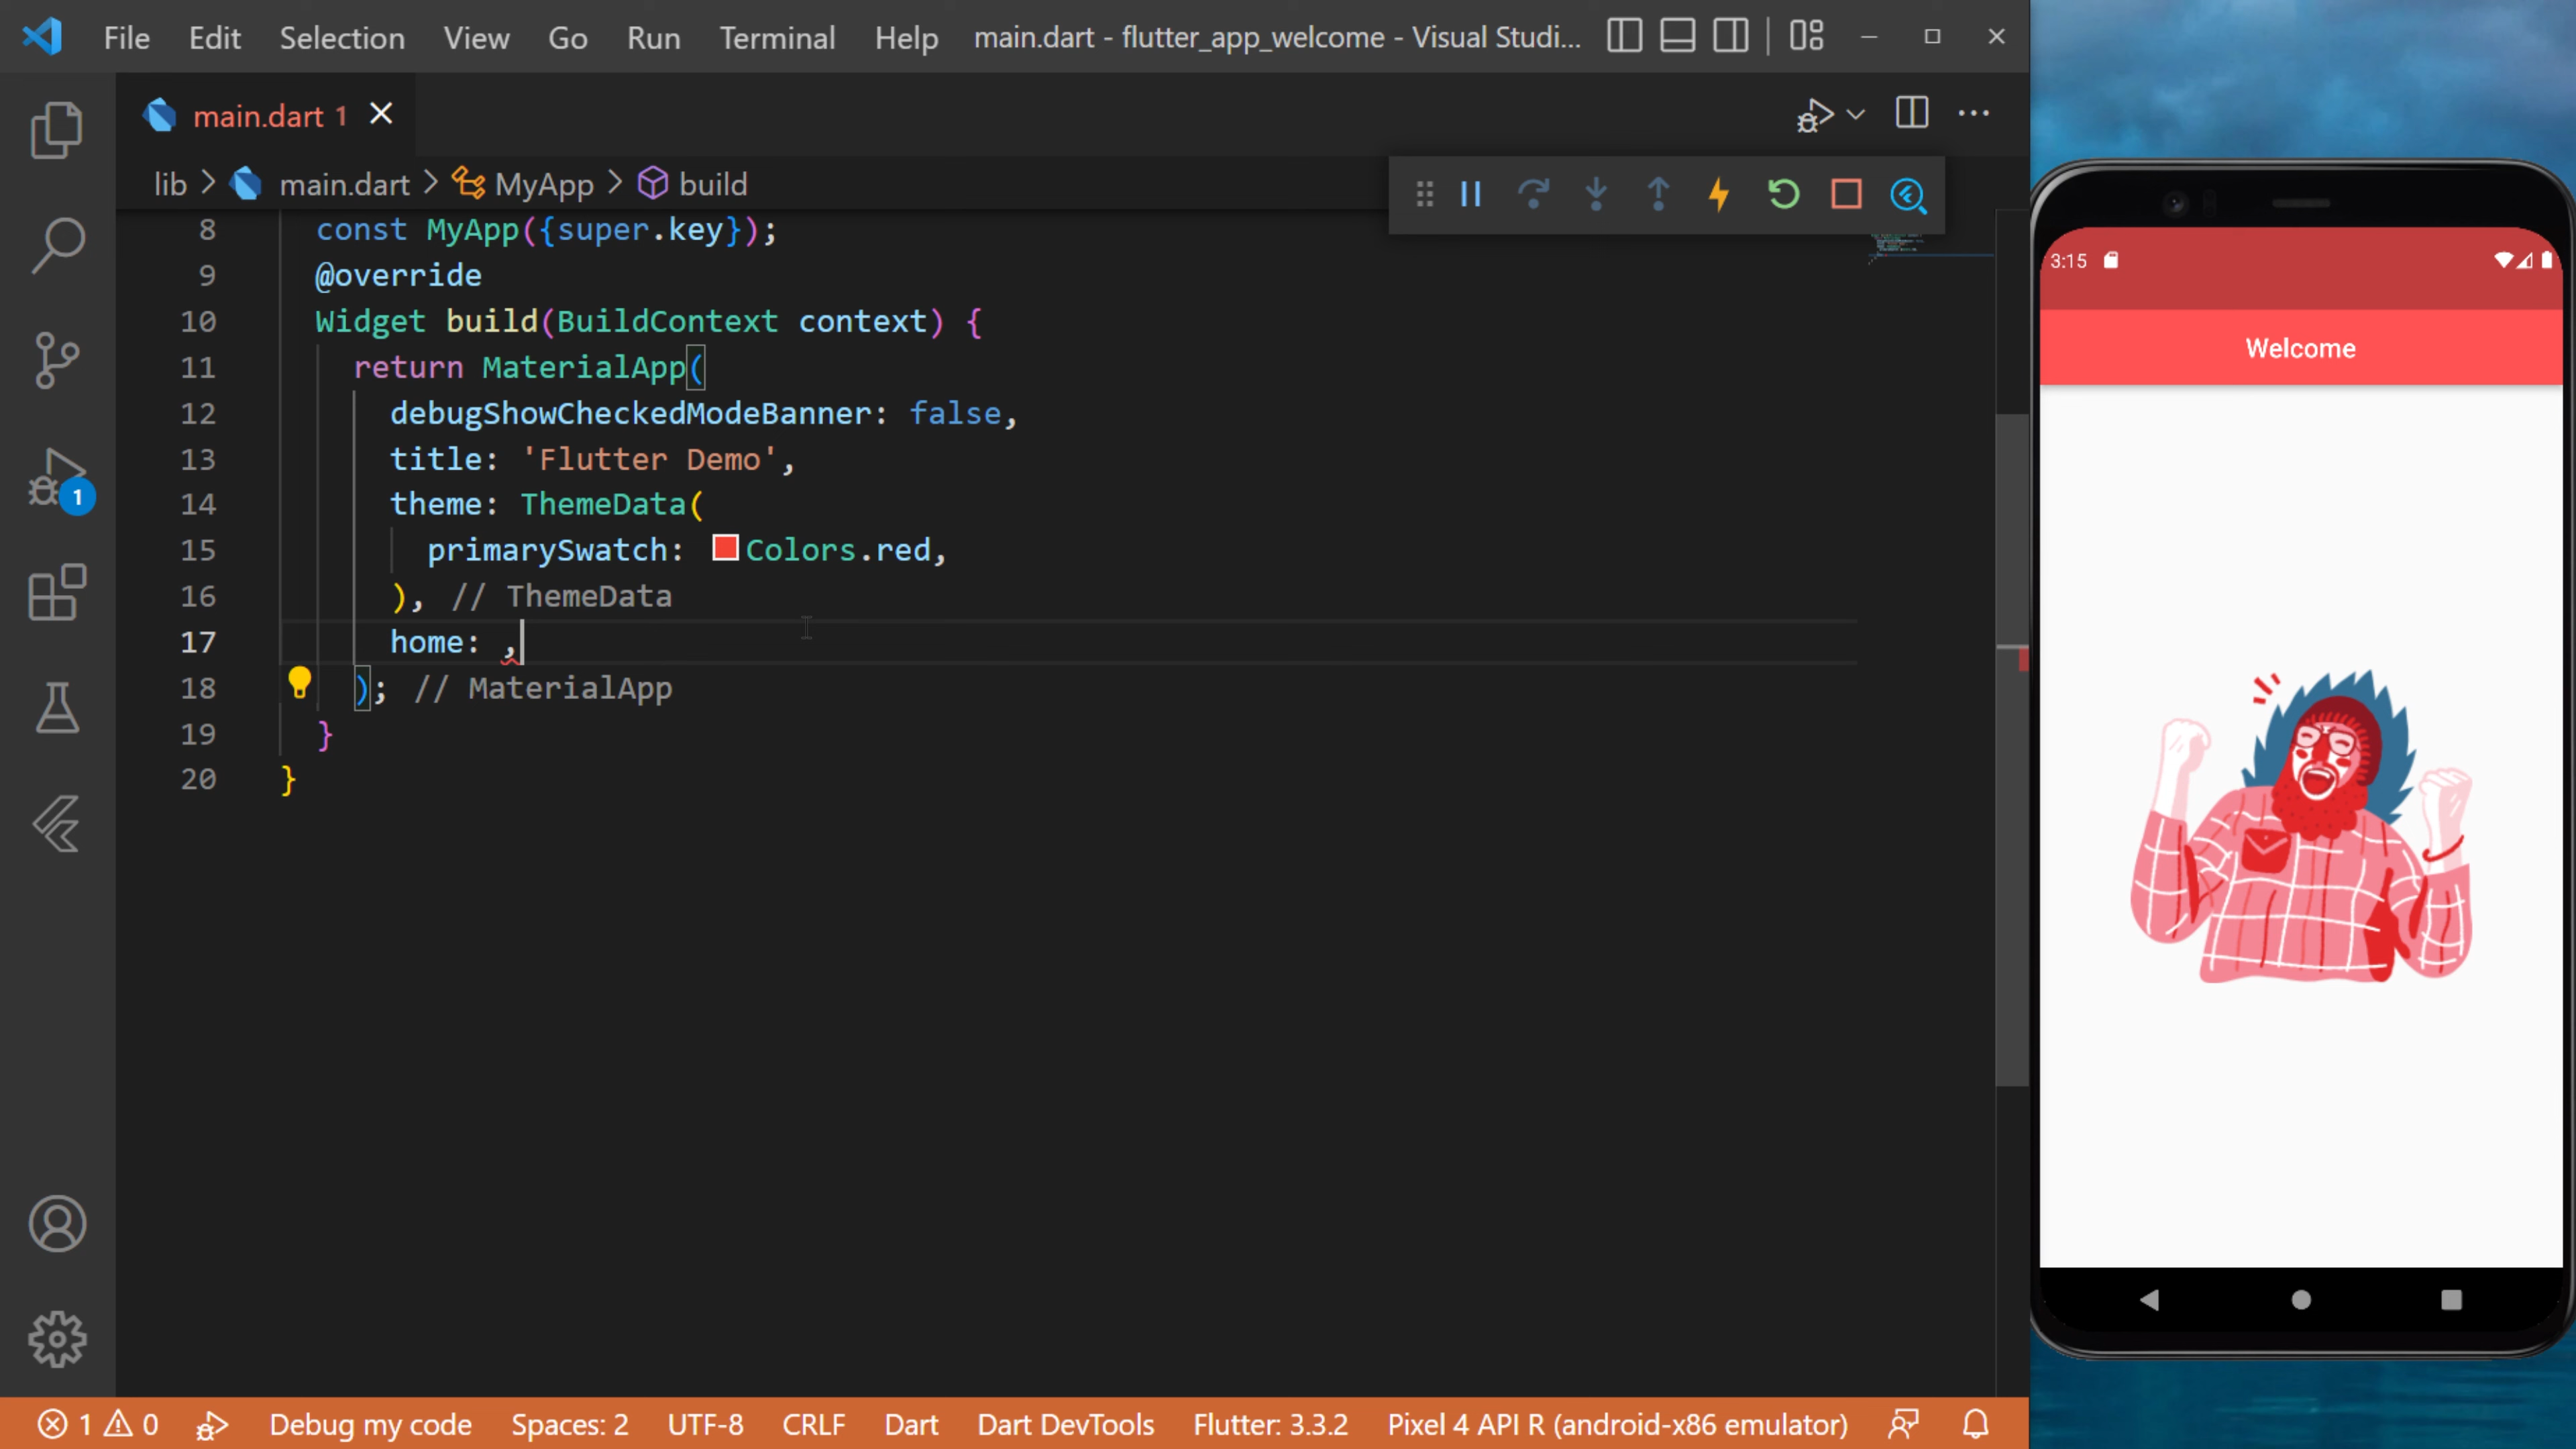 File Edit Selection View Go Run Terminal Help main.dart - flutter_app_welcome - Visual Studi...
main.dart 1
lib > main.dart > MyApp > build
8 const MyApp({super.key});
9 @override
10 Widget build(BuildContext context) {
11 return MaterialApp(
12 debugShowCheckedModeBanner: false,
13 title: 'Flutter Demo',
14 theme: ThemeData(
15 primarySwatch: Colors.red,
16 ), // ThemeData
17 home: ,
18 ); // MaterialApp
19 }
20 }
1
3:15
Welcome
1 0 Debug my code Spaces: 2 UTF-8 CRLF Dart Dart DevTools Flutter: 3.3.2 Pixel 4 API R (android-x86 emulator)